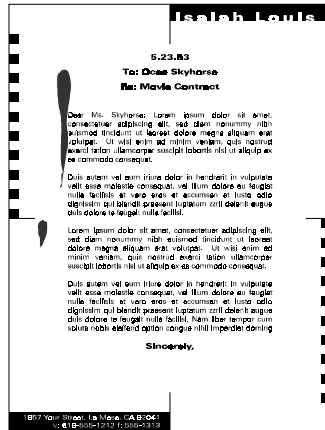 Isaiah Louis
5.23.83
To: Dcae Skyhorse
Re: Movie Contract
Dear Ms. Skyhorse: Lorem ipsum dolor sit amet,
consectetuer adipiscing elit, sed diam nonummy nibh
euismod tincidunt ut laoreet dolore magna aliquam erat
volutpat. Ut wisi enim ad minim veniam, quis nostrud
exerci tation ullamcorper suscipit lobortis nisl ut aliquip ex
ea commodo consequat.
Duis autem vel eum iriure dolor in hendrerit in vulputate
velit esse molestie consequat, vel illum dolore eu feugiat
nulla facilisis at vero eros et accumsan et iusto odio
dignissim qui blandit praesent luptatum zzril delenit augue
duis dolore te feugait nulla facilisi.
Lorem ipsum dolor sit amet, consectetuer adipiscing elit,
sed diam nonummy nibh euismod tincidunt ut laoreet
dolore magna aliquam erat volutpat. Ut wisi enim ad
minim veniam, quis nostrud exerci tation ullamcorper
suscipit lobortis nisl ut aliquip ex ea commodo consequat.
Duis autem vel eum iriure dolor in hendrerit in vulputate
velit esse molestie consequat, vel illum dolore eu feugiat
nulla facilisis at vero eros et accumsan et iusto odio
dignissim qui blandit praesent luptatum zzril delenit augue
duis dolore te feugait nulla facilisi. Nam liber tempor cum
soluta nobis eleifend option congue nihil imperdiet doming
Sincerely,
1857 Your Street, La Mesa, CA 92041
v: 619-555-1212 f: 555-1313